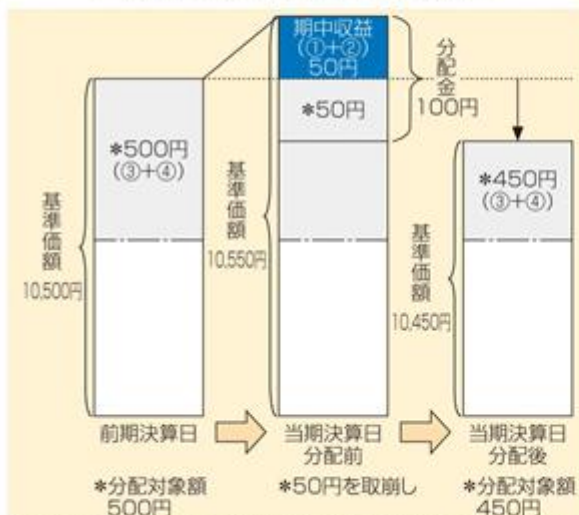 期中収益
(①+②)
50円
*50円
分配金
100円
*500円
(③+④)
基準価額
10,500円
基準価額
10,550円
*450円
(③+④)
基準価額
10,450円
前期決算日
当期決算日
分配前
当期決算日
分配後
*分配対象額
500円
*50円を取崩し
*分配対象額
450円